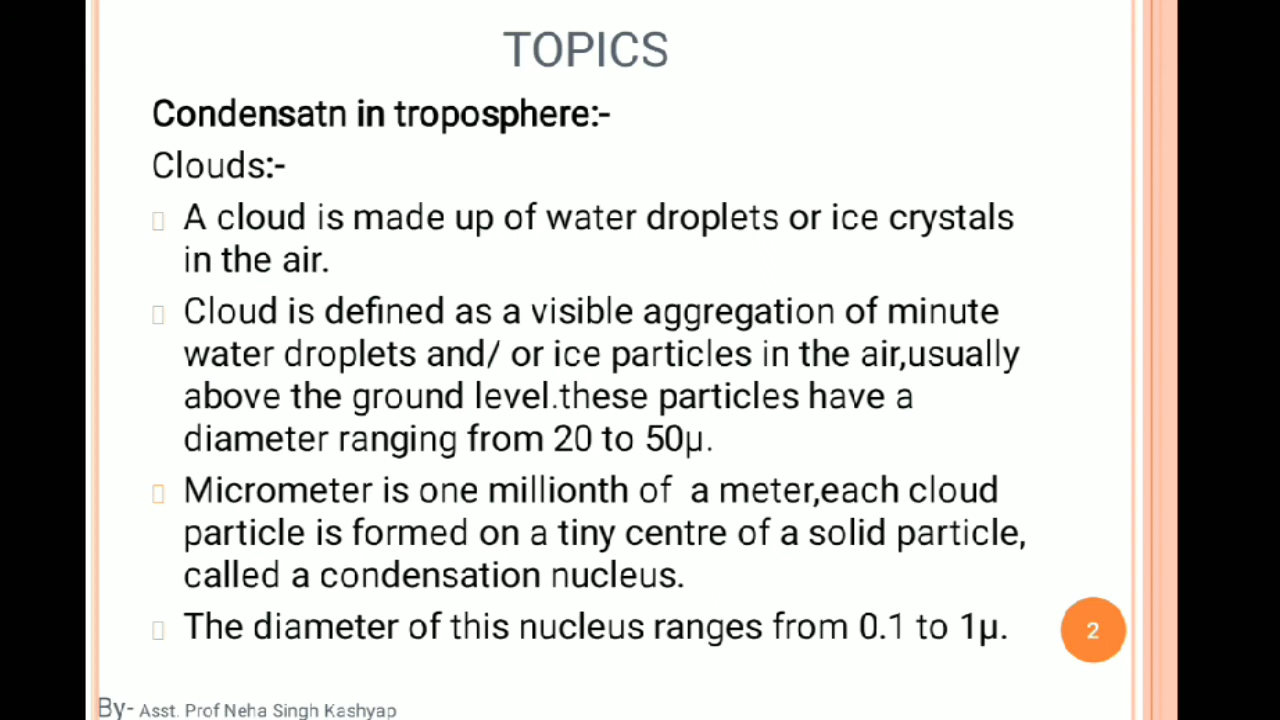 TOPICS
Condensatn in troposphere:-
Clouds:-
A cloud is made up of water droplets or ice crystals
in the air.
Cloud is defined as a visible aggregation of minute
water droplets and/ or ice particles in the air,usually
above the ground level.these particles have a
diameter ranging from 20 to 50µ.
Micrometer is one millionth of  a meter,each cloud
particle is formed on a tiny centre of a solid particle,
called a condensation nucleus.
The diameter of this nucleus ranges from 0.1 to 1µ.
2
By- Asst. Prof Neha Singh Kashyap